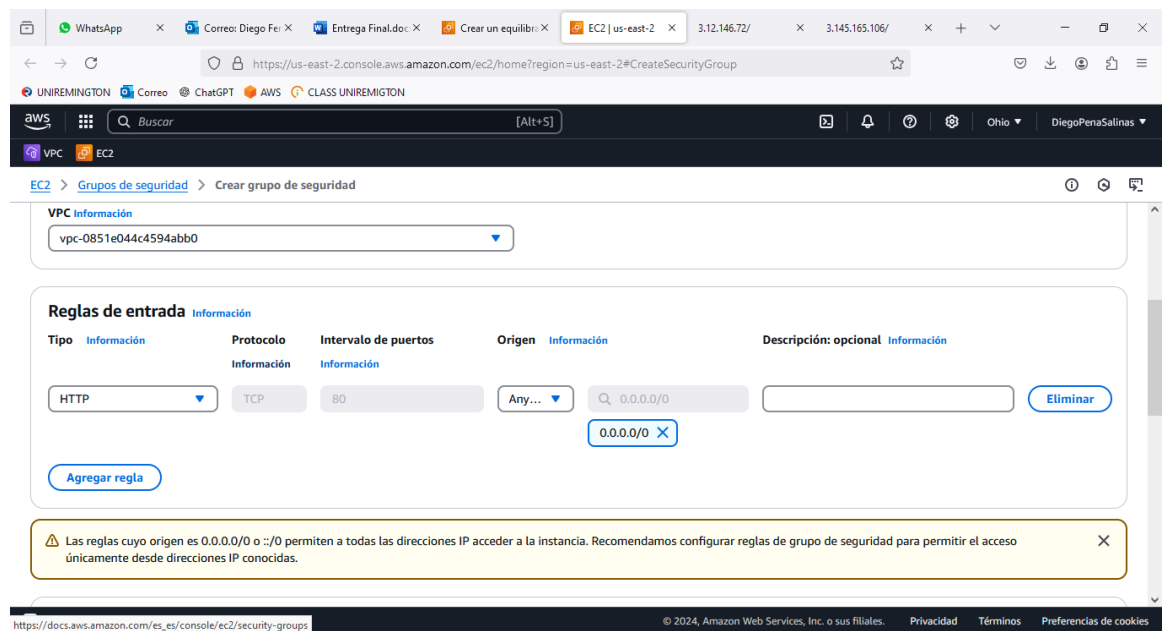 WhatsApp
Correo: Diego Fer
Entrega Final.doc
Crear un equilibra
EC2 | us-east-2
3.12.146.72/
3.145.165.106/
https://us-east-2.console.aws.amazon.com/ec2/home?region=us-east-2#CreateSecurityGroup
UNIREMINGTON
Correo
ChatGPT
AWS
CLASS UNIREMIGTON
aws
Buscar
[Alt+S]
Ohio
DiegoPenaSalinas
VPC
EC2
EC2 > Grupos de seguridad > Crear grupo de seguridad
VPC Información
vpc-0851e044c4594abb0
Reglas de entrada Información
Tipo Información
Protocolo Información
Intervalo de puertos Información
Origen Información
Descripción: opcional Información
HTTP
TCP
80
Any...
0.0.0.0/0
Eliminar
0.0.0.0/0
Agregar regla
Las reglas cuyo origen es 0.0.0.0/0 o ::/0 permiten a todas las direcciones IP acceder a la instancia. Recomendamos configurar reglas de grupo de seguridad para permitir el acceso
únicamente desde direcciones IP conocidas.
https://docs.aws.amazon.com/es_es/console/ec2/security-groups
© 2024, Amazon Web Services, Inc. o sus filiales.
Privacidad
Términos
Preferencias de cookies